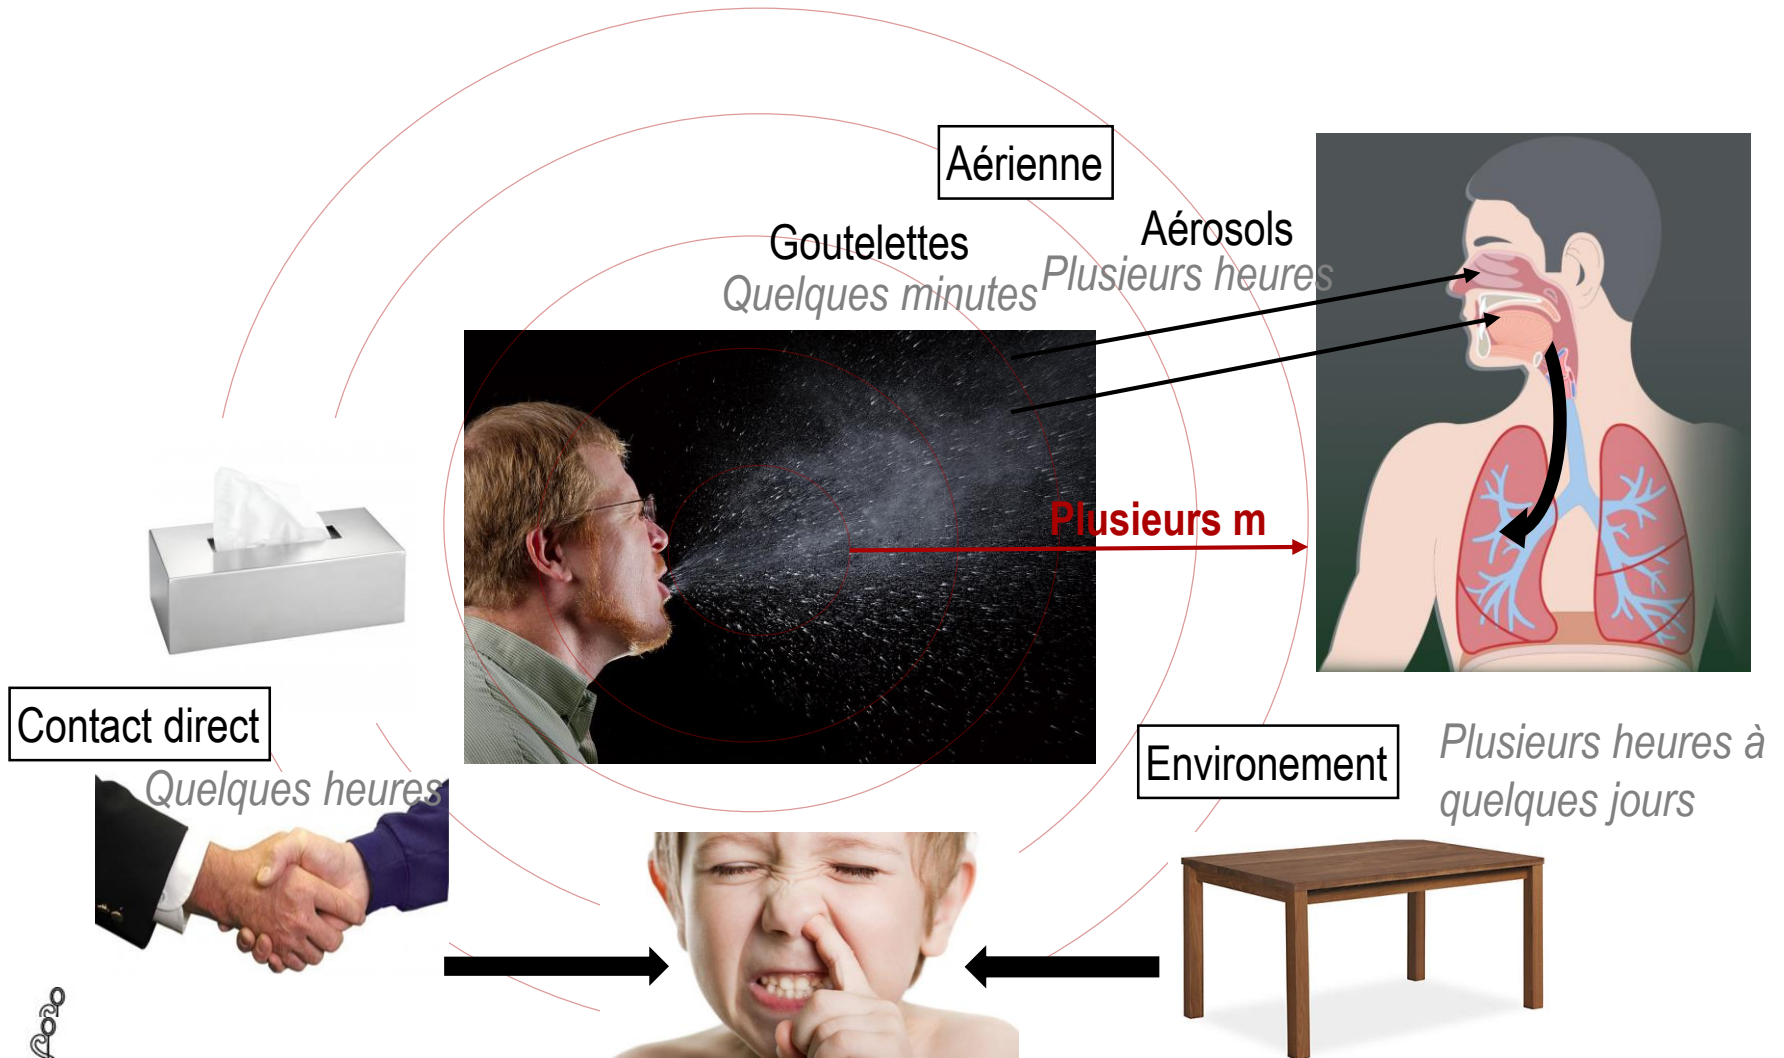 Aérienne
Goutelettes
Quelques minutes
Aérosols
Plusieurs heures
Plusieurs m
Contact direct
Quelques heures
Environement
Plusieurs heures à
quelques jours